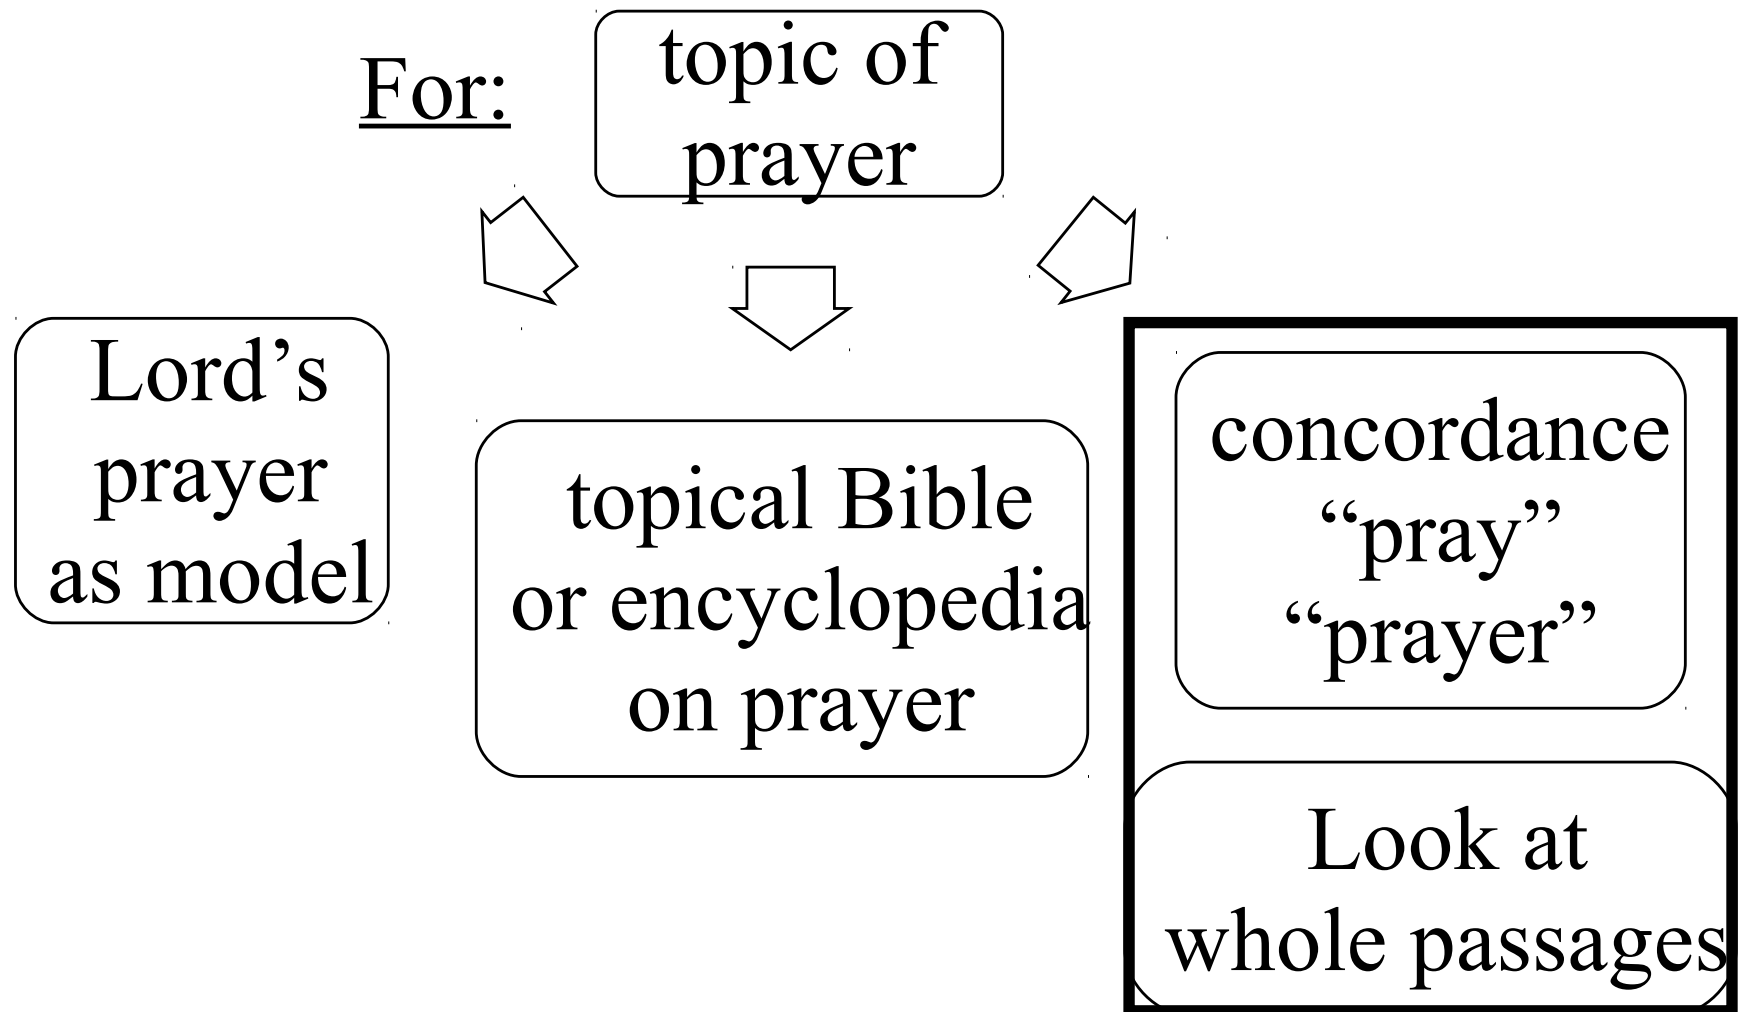 For:
topic of
prayer
Lord’s
prayer
as model
topical Bible
or encyclopedia
on prayer
concordance
“pray”
“prayer”
Look at
whole passages